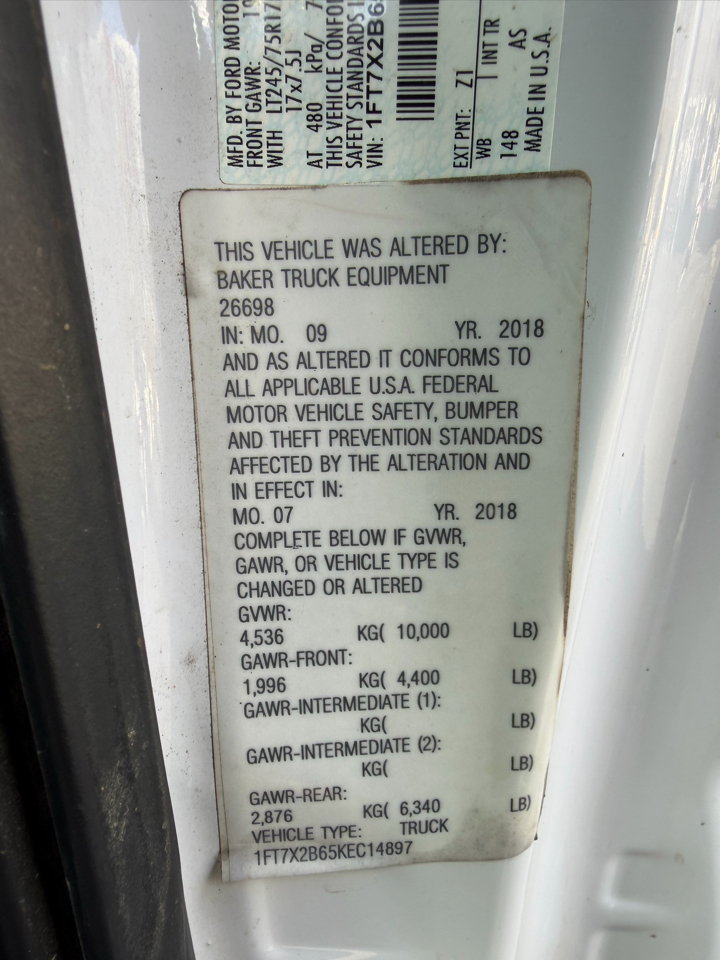 MFD. BY FORD MOTOR
FRONT GAWR: 19
WITH LT245/75R17
17x7.5J
AT 480 kPa/ 7
THIS VEHICLE CONFOR
SAFETY STANDARDS I
VIN: 1FT7X2B6
EXT PNT: Z1
WB INT TR
148 AS
MADE IN U.S.A.
THIS VEHICLE WAS ALTERED BY:
BAKER TRUCK EQUIPMENT
26698
IN: MO. 09 YR. 2018
AND AS ALTERED IT CONFORMS TO
ALL APPLICABLE U.S.A. FEDERAL
MOTOR VEHICLE SAFETY, BUMPER
AND THEFT PREVENTION STANDARDS
AFFECTED BY THE ALTERATION AND
IN EFFECT IN:
MO. 07 YR. 2018
COMPLETE BELOW IF GVWR,
GAWR, OR VEHICLE TYPE IS
CHANGED OR ALTERED
GVWR:
4,536 KG( 10,000 LB)
GAWR-FRONT:
1,996 KG( 4,400 LB)
GAWR-INTERMEDIATE (1):
KG( LB)
GAWR-INTERMEDIATE (2):
KG( LB)
GAWR-REAR:
2,876 KG( 6,340 LB)
VEHICLE TYPE: TRUCK
1FT7X2B65KEC14897